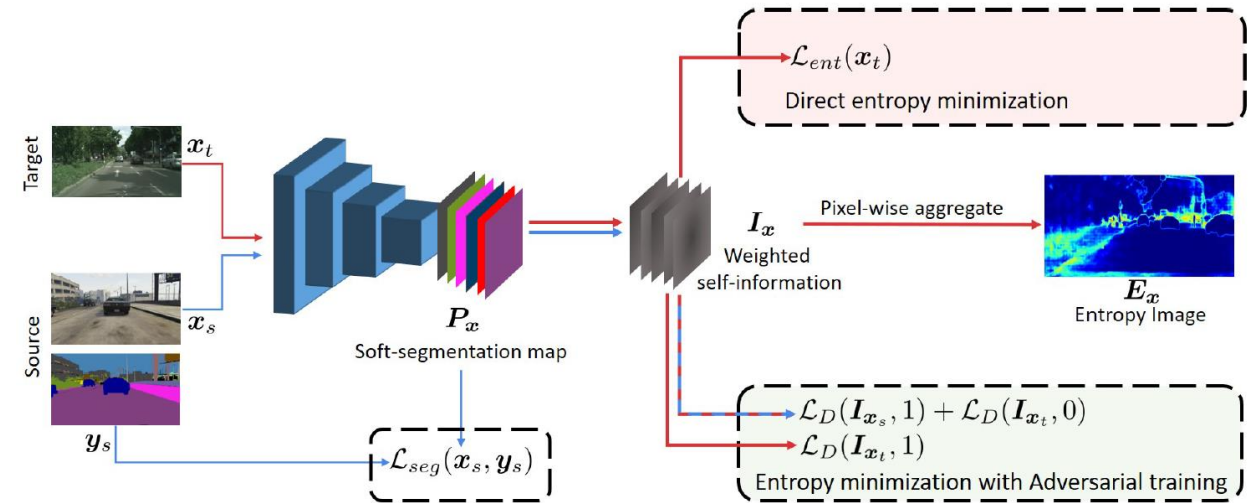 Target
x_t
Source
x_s
y_s
P_x
Soft-segmentation map
L_seg(x_s, y_s)
I_x
Weighted
self-information
L_ent(x_t)
Direct entropy minimization
Pixel-wise aggregate
E_x
Entropy Image
L_D(I_{x_s}, 1) + L_D(I_{x_t}, 0)
L_D(I_{x_t}, 1)
Entropy minimization with Adversarial training